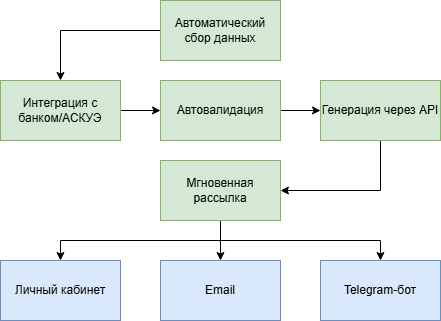 Автоматический
сбор данных
Интеграция с
банком/АСКУЭ
Автовалидация
Генерация через API
Мгновенная
рассылка
Личный кабинет
Email
Telegram-бот